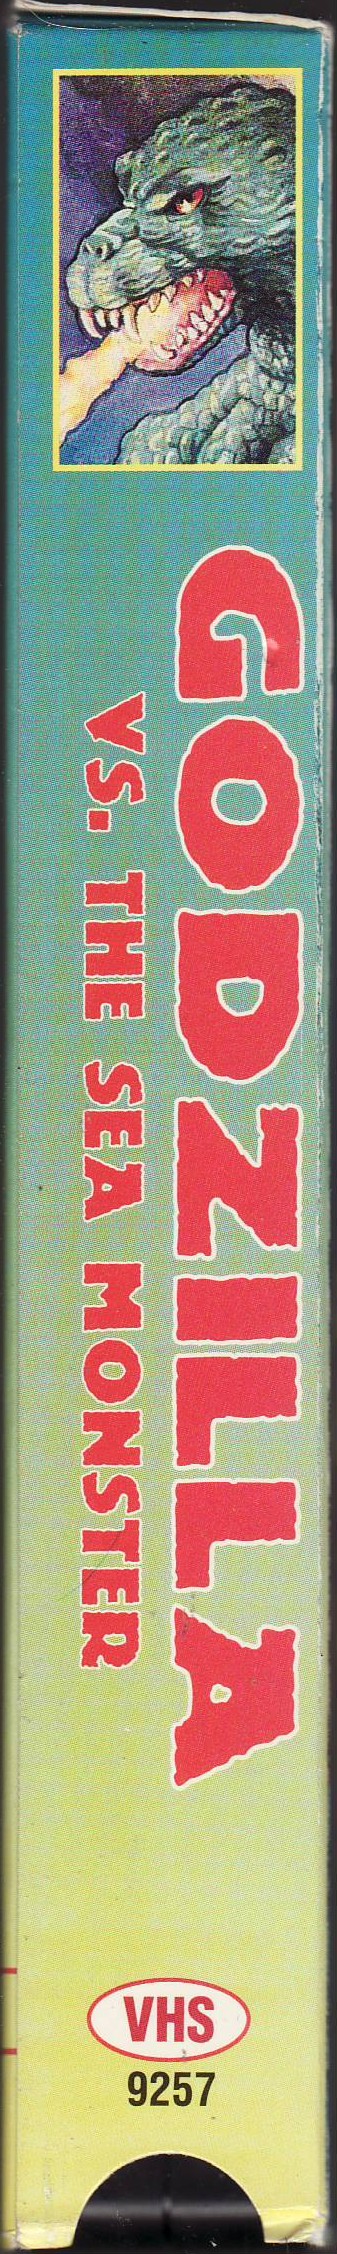 GODZILLA
VS. THE SEA MONSTER
VHS
9257